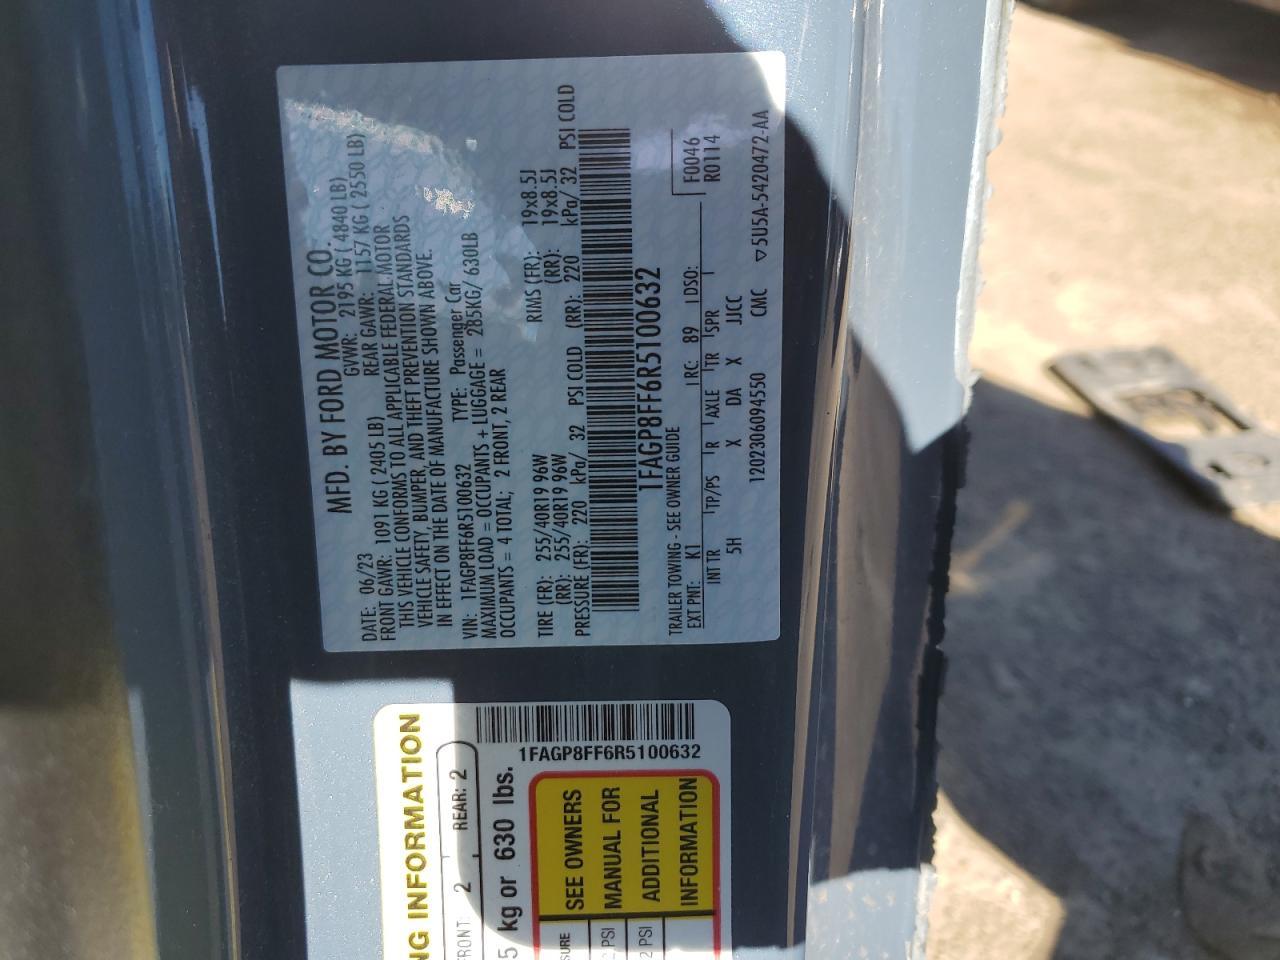 MFD. BY FORD MOTOR CO.
DATE: 06/23 GVWR: 2195 KG ( 4840 LB)
FRONT GAWR: 1091 KG ( 2405 LB) REAR GAWR: 1157 KG ( 2550 LB)
THIS VEHICLE CONFORMS TO ALL APPLICABLE FEDERAL MOTOR
VEHICLE SAFETY, BUMPER, AND THEFT PREVENTION STANDARDS
IN EFFECT ON THE DATE OF MANUFACTURE SHOWN ABOVE.
VIN: 1FAGP8FF6R5100632 TYPE: Passenger Car
MAXIMUM LOAD = OCCUPANTS + LUGGAGE = 285KG/ 630LB
OCCUPANTS = 4 TOTAL; 2 FRONT, 2 REAR
TIRE (FR): 255/40R19 96W RIMS (FR): 19x8.5J
(RR): 255/40R19 96W (RR): 19x8.5J
PRESSURE (FR): 220 kPa/ 32 PSI COLD (RR): 220 kPa/ 32 PSI COLD
1FAGP8FF6R5100632
TRAILER TOWING - SEE OWNER GUIDE F0046
EXT PNT: K1 RC: 89 DSO: R0114
INT TR TP/PS R AXLE TR SPR
5H X DA X JJCC
1202306094550 CMC ▽5U5A-5420472-AA
NG INFORMATION
FRONT: 2 REAR: 2
5 kg or 630 lbs.
1FAGP8FF6R5100632
SEE OWNERS
MANUAL FOR
ADDITIONAL
INFORMATION
SURE
2 PSI
2 PSI